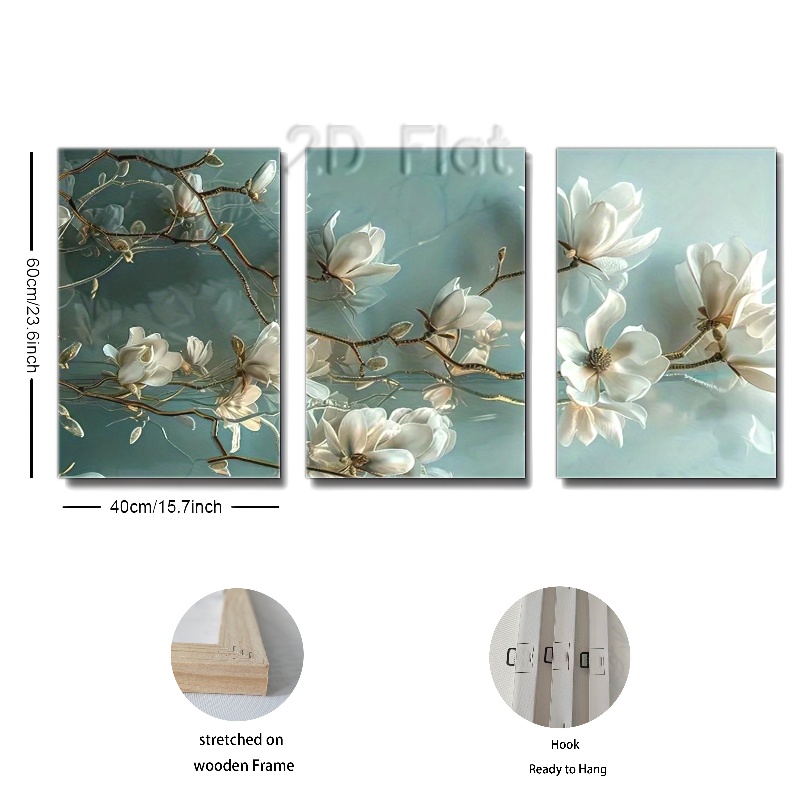 2D Flat
60cm/23.6inch
40cm/15.7inch
stretched on
wooden Frame
Hook
Ready to Hang